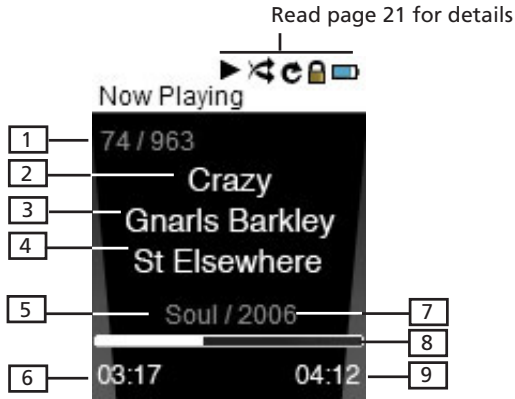 Read page 21 for details
Now Playing
1
74 / 963
2
Crazy
3
Gnarls Barkley
4
St Elsewhere
5
Soul / 2006
7
8
6
03:17
04:12
9